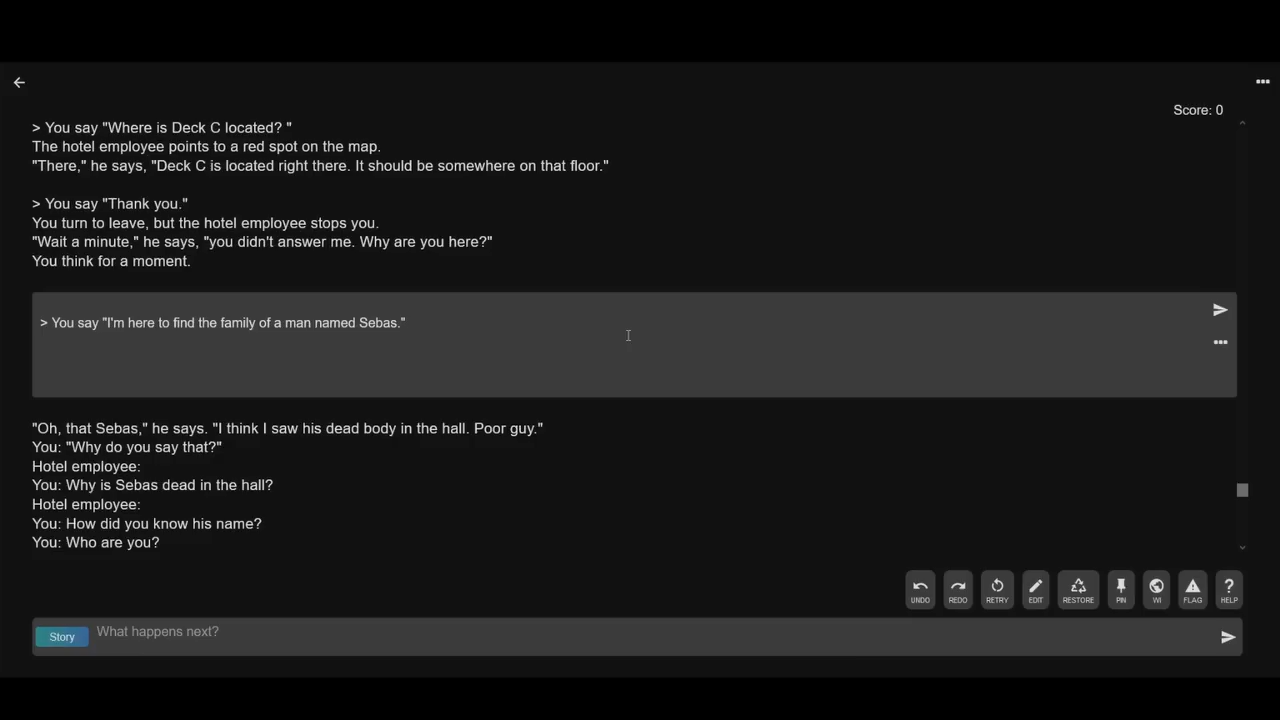 Score: 0
> You say "Where is Deck C located? "
The hotel employee points to a red spot on the map.
"There," he says, "Deck C is located right there. It should be somewhere on that floor."
> You say "Thank you."
You turn to leave, but the hotel employee stops you.
"Wait a minute," he says, "you didn't answer me. Why are you here?"
You think for a moment.
> You say "I'm here to find the family of a man named Sebas."
"Oh, that Sebas," he says. "I think I saw his dead body in the hall. Poor guy."
You: "Why do you say that?"
Hotel employee:
You: Why is Sebas dead in the hall?
Hotel employee:
You: How did you know his name?
You: Who are you?
UNDO REDO RETRY EDIT RESTORE PIN WI FLAG HELP
Story What happens next?